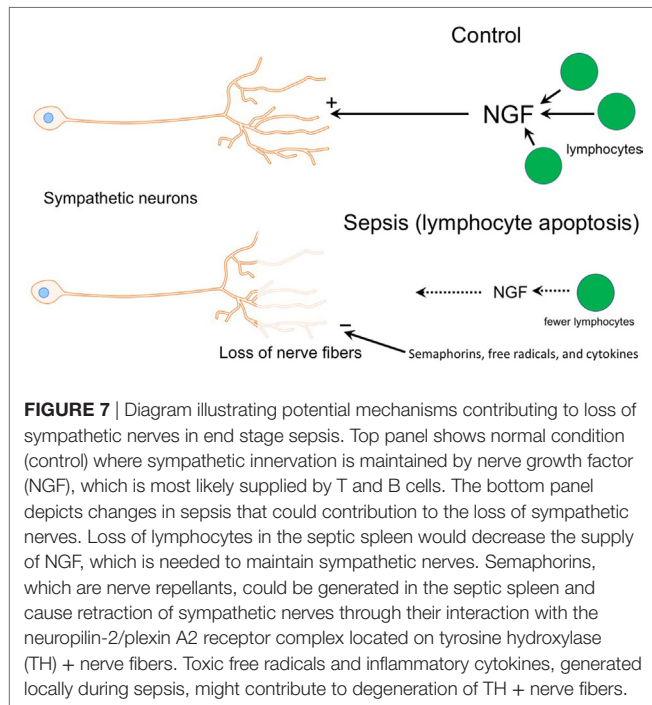 Control
+
NGF
lymphocytes
Sympathetic neurons
Sepsis (lymphocyte apoptosis)
NGF
fewer lymphocytes
–
Loss of nerve fibers
Semaphorins, free radicals, and cytokines
FIGURE 7 | Diagram illustrating potential mechanisms contributing to loss of
sympathetic nerves in end stage sepsis. Top panel shows normal condition
(control) where sympathetic innervation is maintained by nerve growth factor
(NGF), which is most likely supplied by T and B cells. The bottom panel
depicts changes in sepsis that could contribution to the loss of sympathetic
nerves. Loss of lymphocytes in the septic spleen would decrease the supply
of NGF, which is needed to maintain sympathetic nerves. Semaphorins,
which are nerve repellants, could be generated in the septic spleen and
cause retraction of sympathetic nerves through their interaction with the
neuropilin-2/plexin A2 receptor complex located on tyrosine hydroxylase
(TH) + nerve fibers. Toxic free radicals and inflammatory cytokines, generated
locally during sepsis, might contribute to degeneration of TH + nerve fibers.